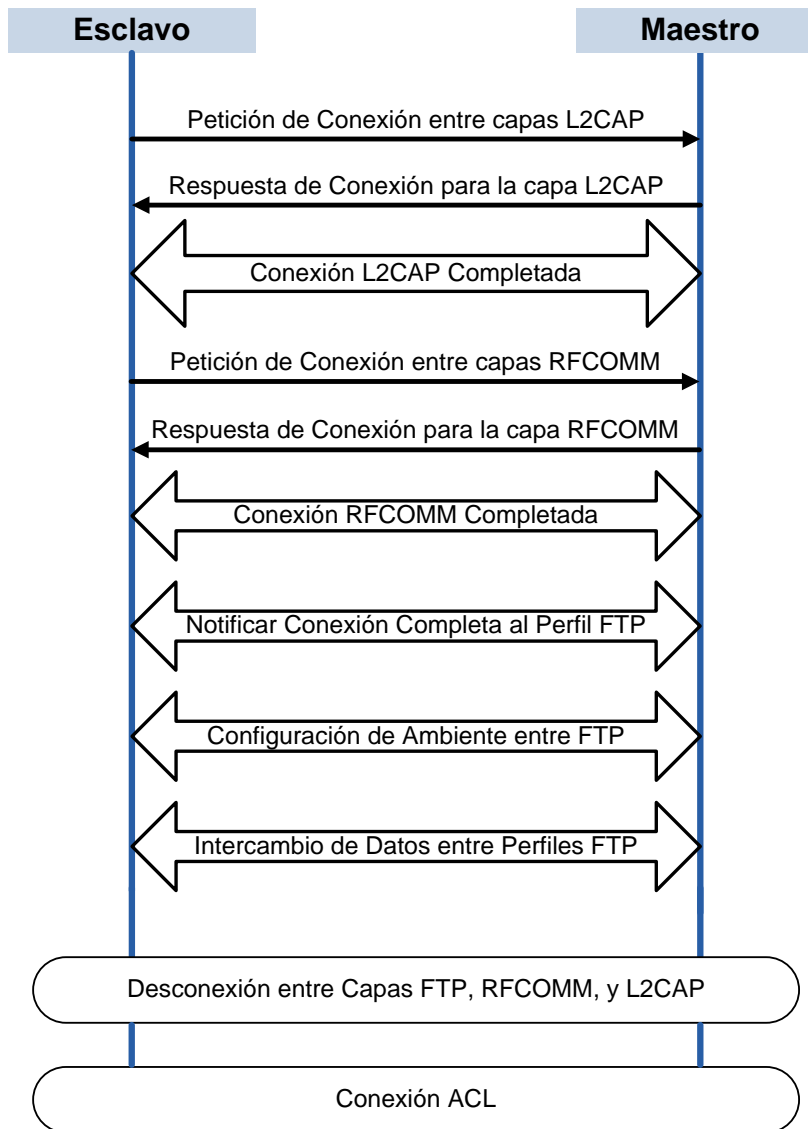 Esclavo
Maestro
Petición de Conexión entre capas L2CAP
Respuesta de Conexión para la capa L2CAP
Conexión L2CAP Completada
Petición de Conexión entre capas RFCOMM
Respuesta de Conexión para la capa RFCOMM
Conexión RFCOMM Completada
Notificar Conexión Completa al Perfil FTP
Configuración de Ambiente entre FTP
Intercambio de Datos entre Perfiles FTP
Desconexión entre Capas FTP, RFCOMM, y L2CAP
Conexión ACL